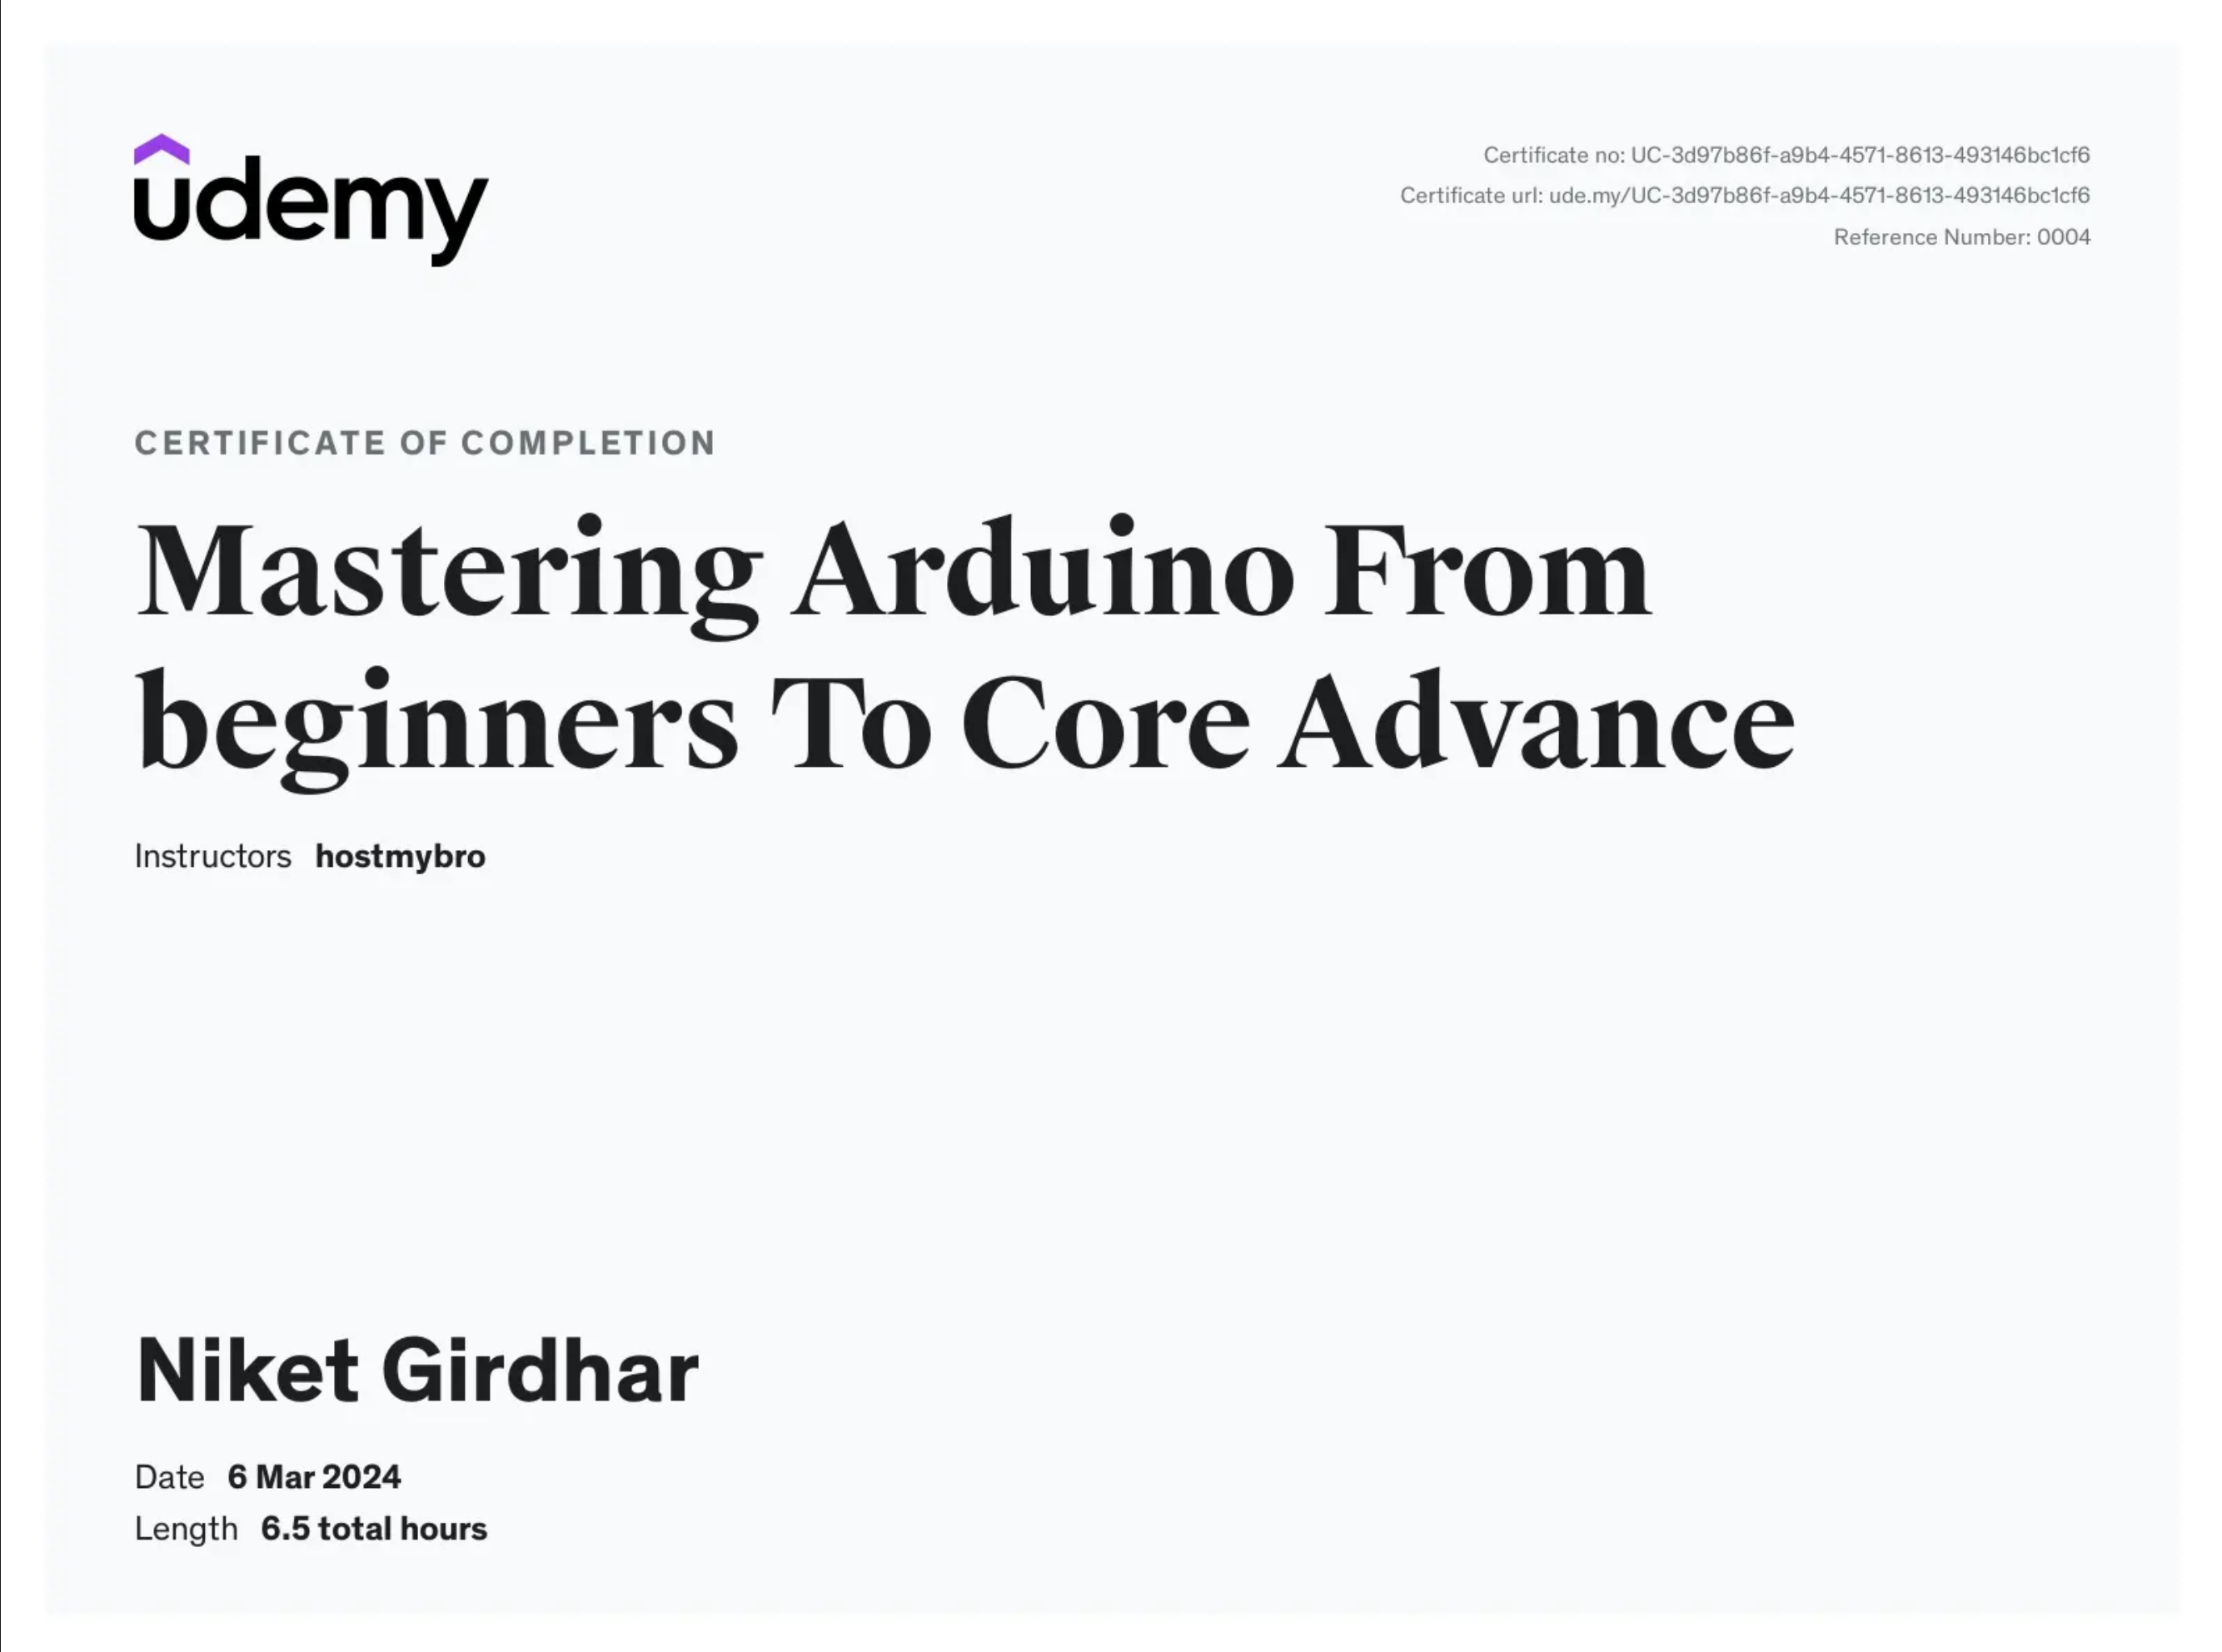 udemy
Certificate no: UC-3d97b86f-a9b4-4571-8613-493146bc1cf6
Certificate url: ude.my/UC-3d97b86f-a9b4-4571-8613-493146bc1cf6
Reference Number: 0004
CERTIFICATE OF COMPLETION
Mastering Arduino From
beginners To Core Advance
Instructors hostmybro
Niket Girdhar
Date 6 Mar 2024
Length 6.5 total hours